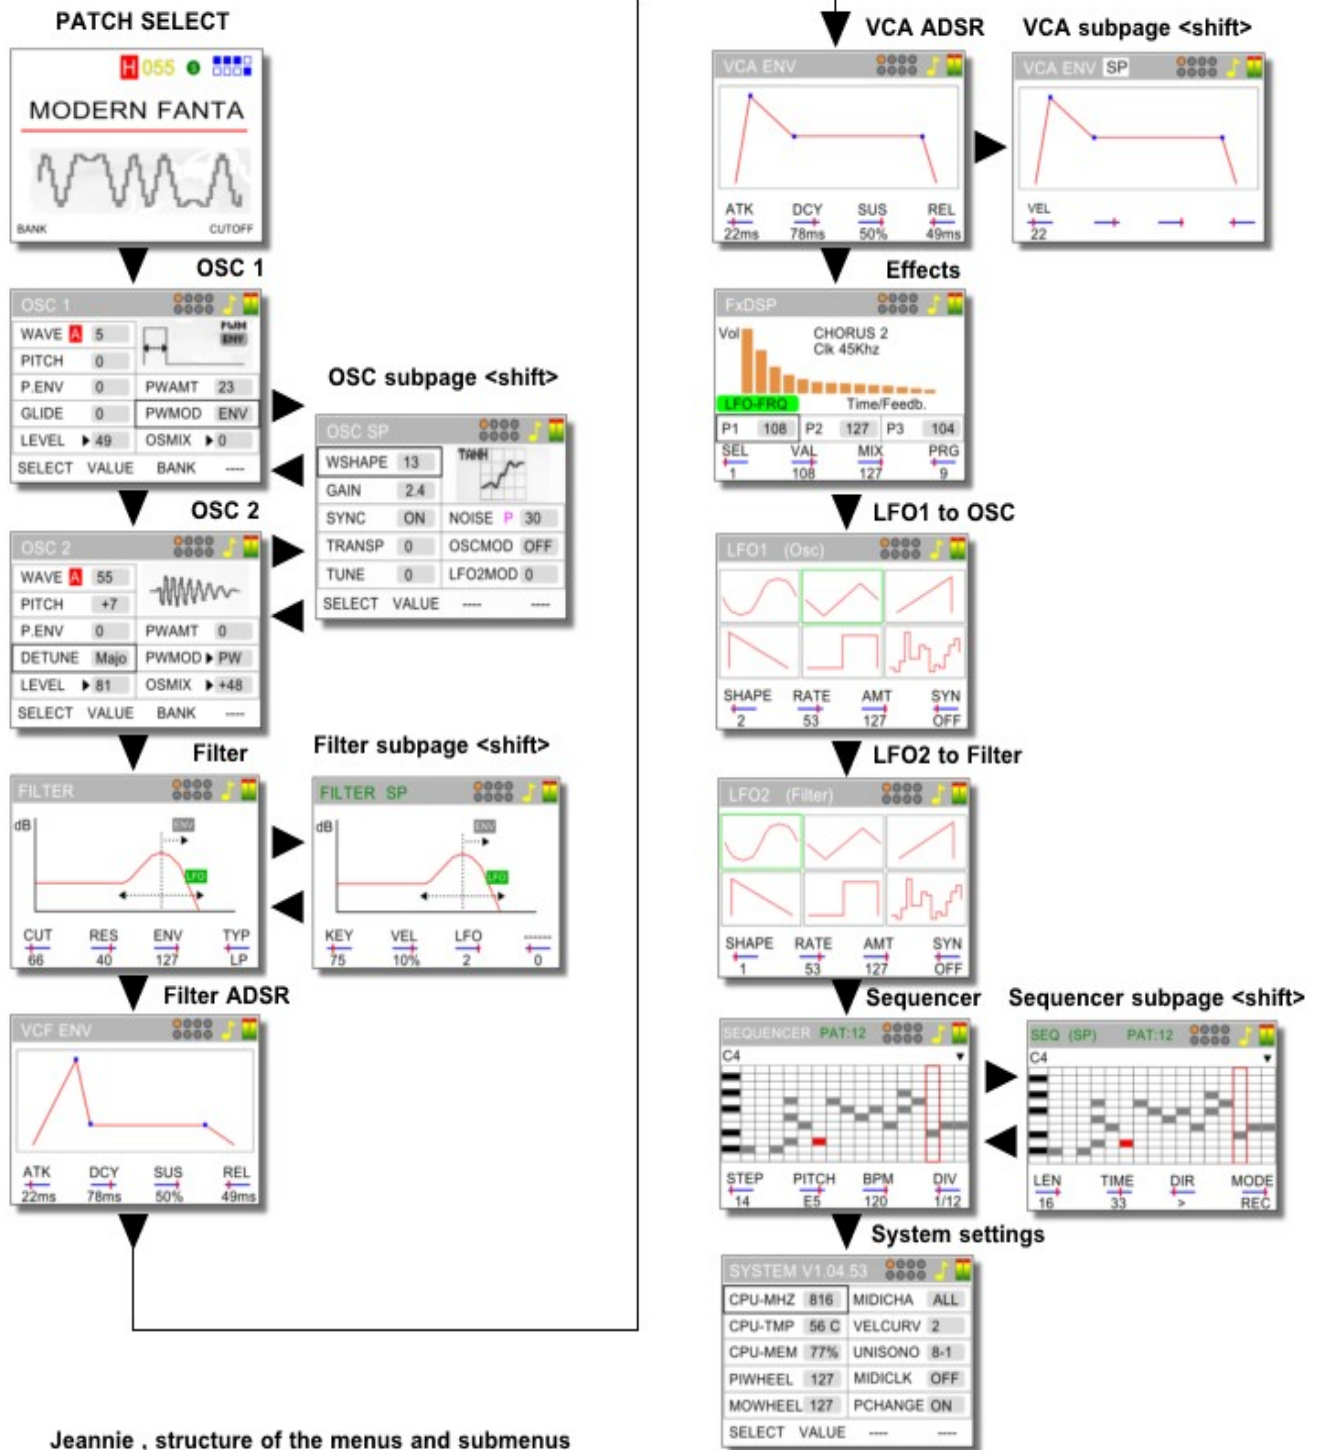 PATCH SELECT
H 055 S
MODERN FANTA
BANK CUTOFF
OSC 1
OSC 1
WAVE A 5
PWM
ENV
PITCH 0
P.ENV 0 PWAMT 23
GLIDE 0 PWMOD ENV
LEVEL ▶ 49 OSMIX ▶ 0
SELECT VALUE BANK ----
OSC subpage <shift>
OSC SP
WSHAPE 13
TANH
GAIN 2.4
SYNC ON NOISE P 30
TRANSP 0 OSCMOD OFF
TUNE 0 LFO2MOD 0
SELECT VALUE ---- ----
OSC 2
OSC 2
WAVE A 55
PITCH +7
P.ENV 0 PWAMT 0
DETUNE Majo PWMOD ▶ PW
LEVEL ▶ 81 OSMIX ▶ +48
SELECT VALUE BANK ----
Filter
FILTER
dB
ENV
LFO
CUT RES ENV TYP
66 40 127 LP
Filter subpage <shift>
FILTER SP
dB
ENV
LFO
KEY VEL LFO ------
75 10% 2 0
Filter ADSR
VCF ENV
ATK DCY SUS REL
22ms 78ms 50% 49ms
VCA ADSR
VCA ENV
ATK DCY SUS REL
22ms 78ms 50% 49ms
VCA subpage <shift>
VCA ENV SP
VEL
22
Effects
FxDSP
Vol
CHORUS 2
Clk 45Khz
LFO-FRQ Time/Feedb.
P1 108 P2 127 P3 104
SEL VAL MIX PRG
1 108 127 9
LFO1 to OSC
LFO1 (Osc)
SHAPE RATE AMT SYN
2 53 127 OFF
LFO2 to Filter
LFO2 (Filter)
SHAPE RATE AMT SYN
1 53 127 OFF
Sequencer
SEQUENCER PAT:12
C4 ▼
STEP PITCH BPM DIV
14 E5 120 1/12
Sequencer subpage <shift>
SEQ (SP) PAT:12
C4 ▼
LEN TIME DIR MODE
16 33 > REC
System settings
SYSTEM V1.04.53
CPU-MHZ 816 MIDICHA ALL
CPU-TMP 56 C VELCURV 2
CPU-MEM 77% UNISONO 8-1
PIWHEEL 127 MIDICLK OFF
MOWHEEL 127 PCHANGE ON
SELECT VALUE ---- ----
Jeannie , structure of the menus and submenus